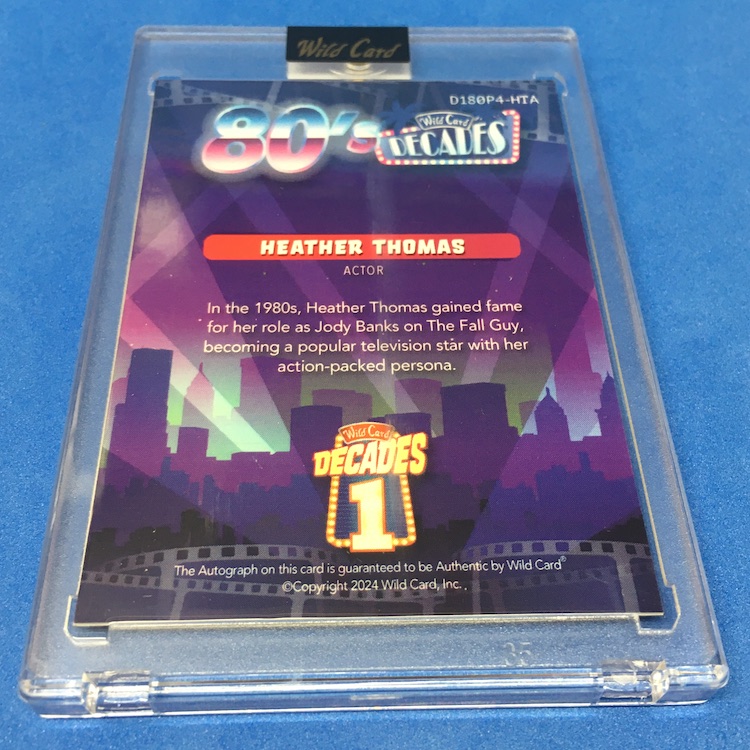 Wild Card
D180P4-HTA
80's
Wild Card
DECADES
HEATHER THOMAS
ACTOR
In the 1980s, Heather Thomas gained fame
for her role as Jody Banks on The Fall Guy,
becoming a popular television star with her
action-packed persona.
Wild Card
DECADES
1
The Autograph on this card is guaranteed to be Authentic by Wild Card®
©Copyright 2024 Wild Card, Inc.
35